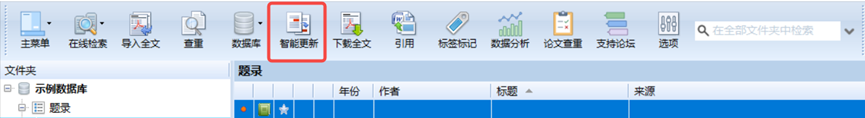 主菜单 在线检索 导入全文 查重 数据库 智能更新 下载全文 引用 标签标记 数据分析 论文查重 支持论坛 选项 在全部文件夹中检索
文件夹 题录
示例数据库 年份 作者 标题 来源
题录